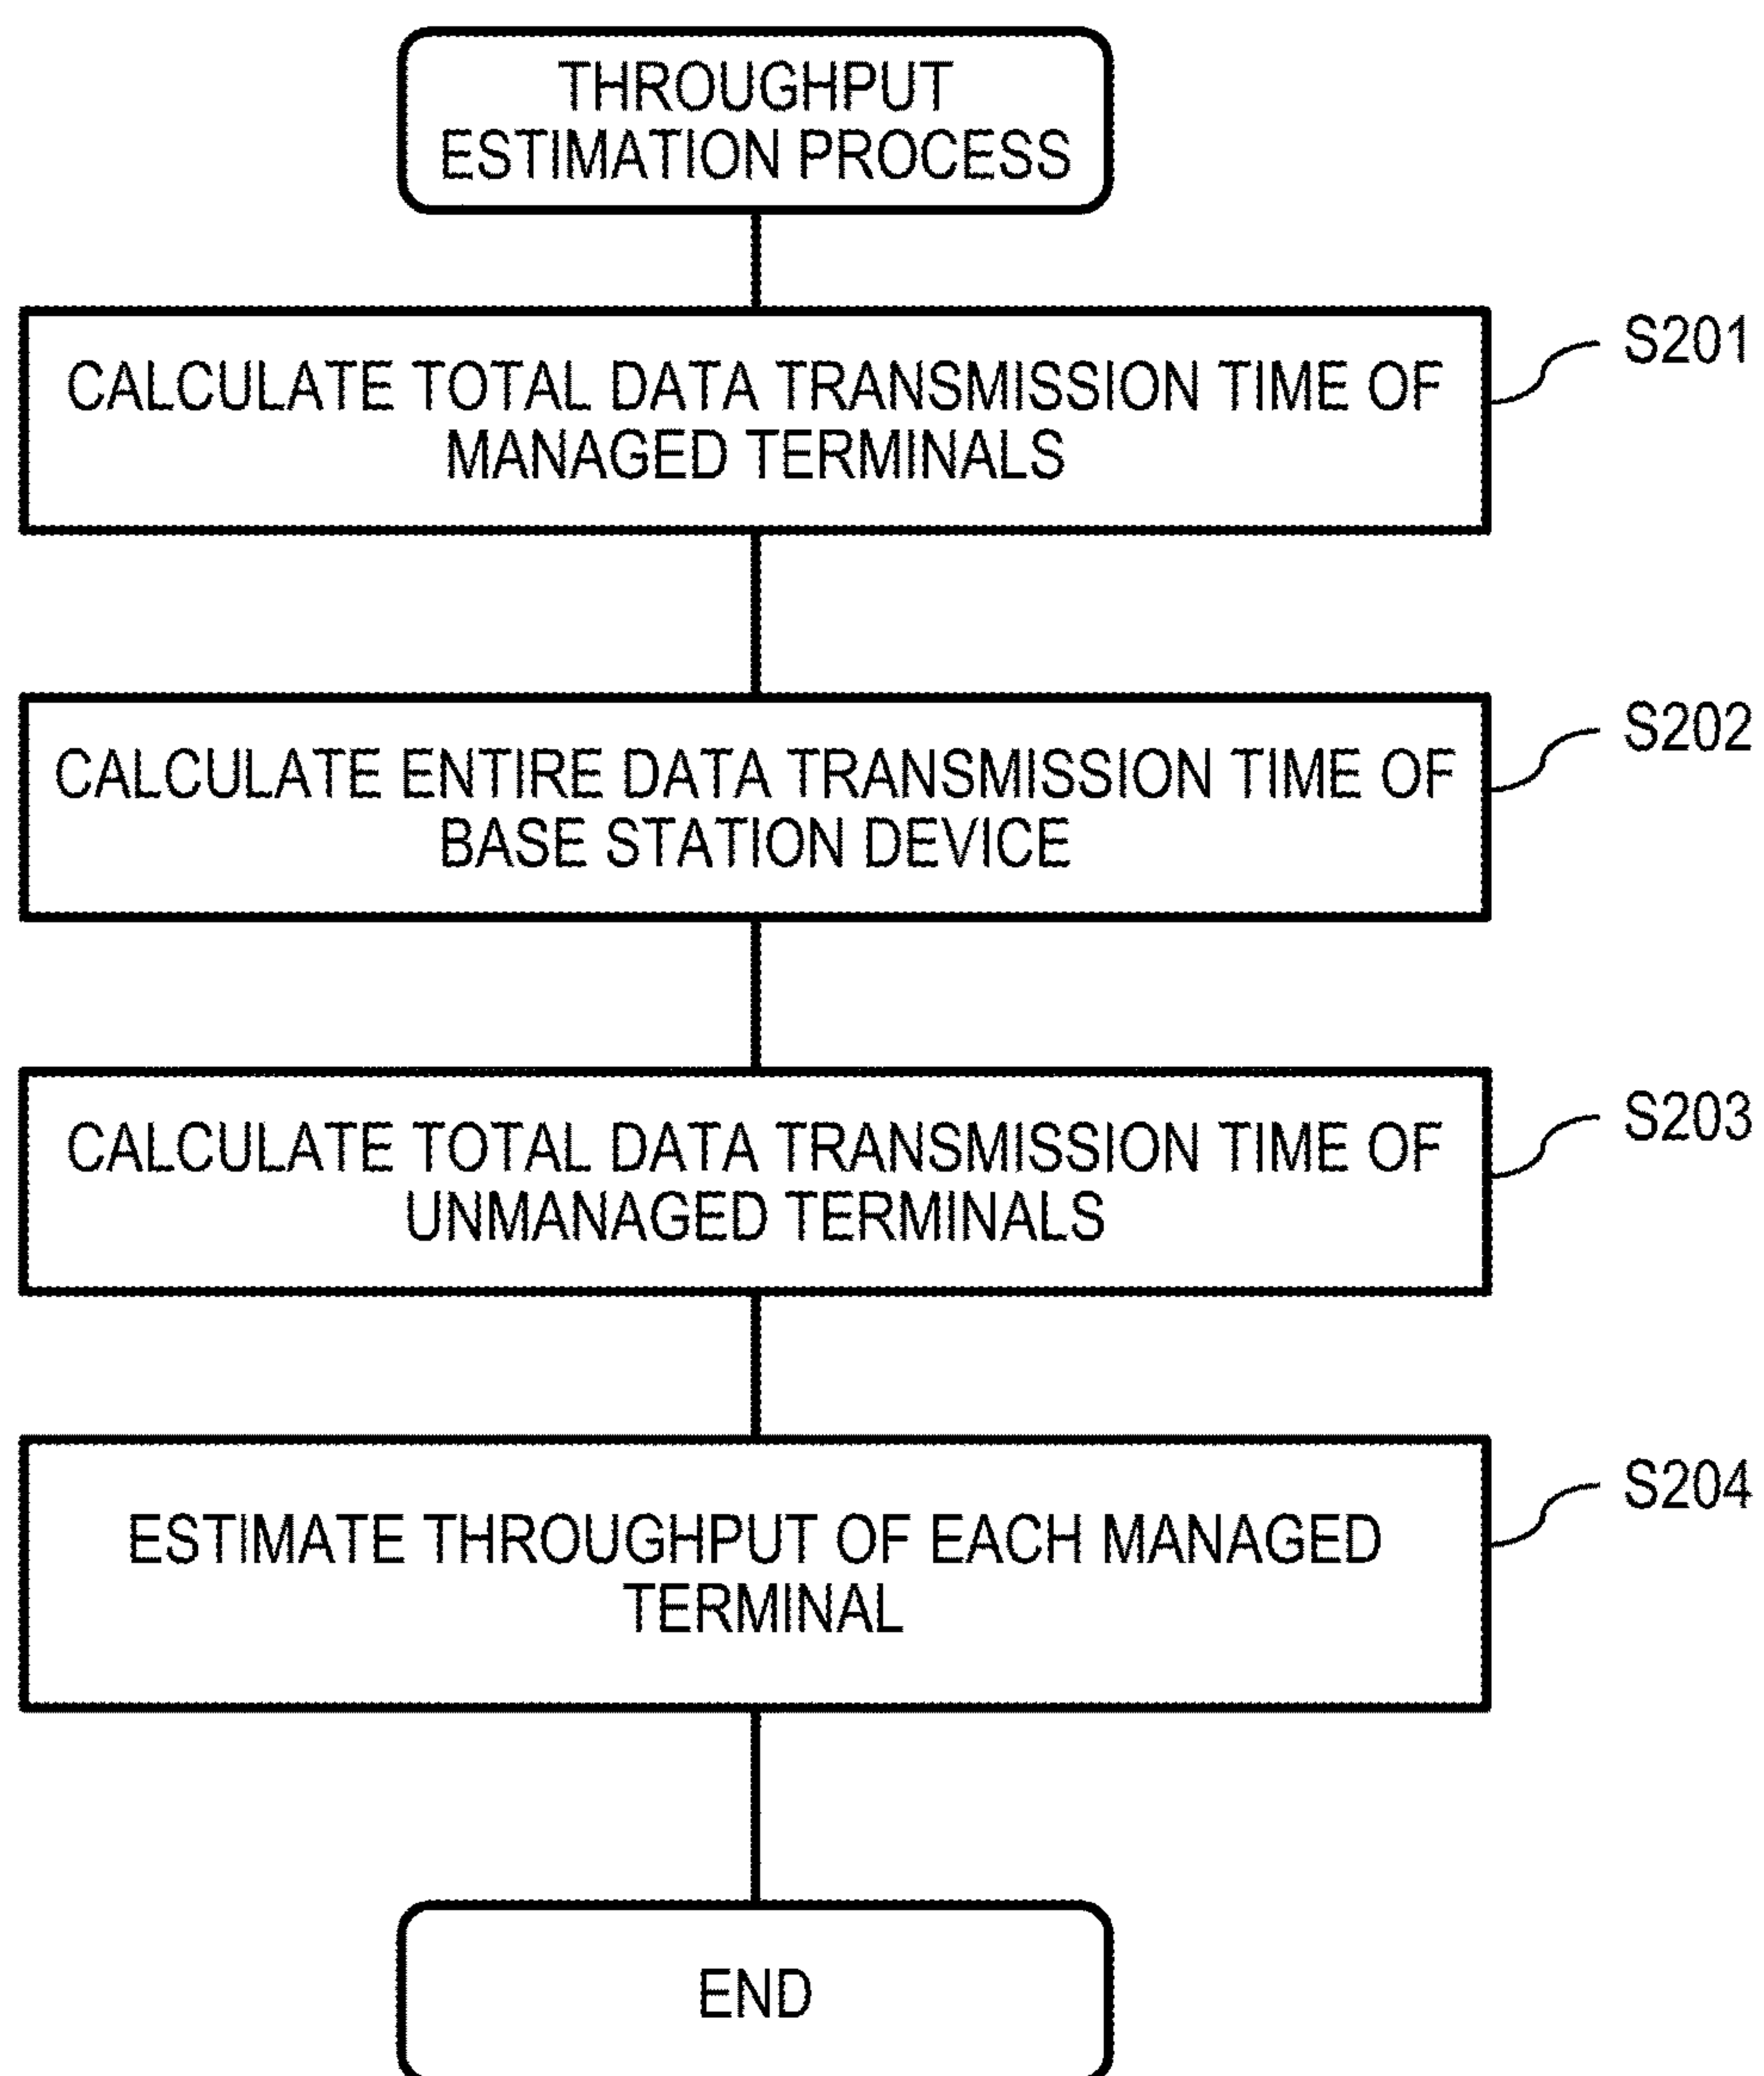 THROUGHPUT
ESTIMATION PROCESS
CALCULATE TOTAL DATA TRANSMISSION TIME OF
MANAGED TERMINALS
S201
CALCULATE ENTIRE DATA TRANSMISSION TIME OF
BASE STATION DEVICE
S202
CALCULATE TOTAL DATA TRANSMISSION TIME OF
UNMANAGED TERMINALS
S203
ESTIMATE THROUGHPUT OF EACH MANAGED
TERMINAL
S204
END